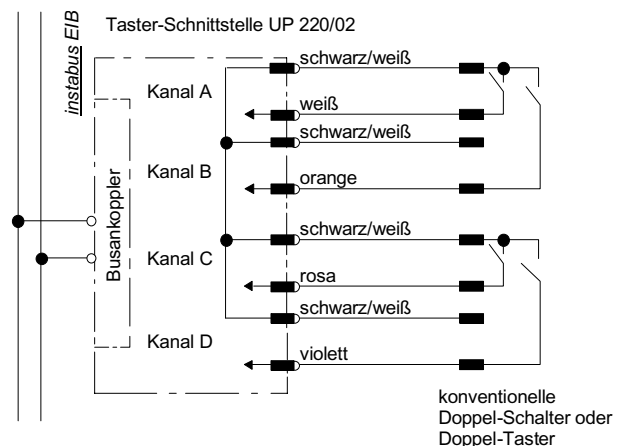 Taster-Schnittstelle UP 220/02
instabus EIB
Busankoppler
Kanal A
schwarz/weiß
weiß
schwarz/weiß
Kanal B
orange
schwarz/weiß
Kanal C
rosa
schwarz/weiß
Kanal D
violett
konventionelle
Doppel-Schalter oder
Doppel-Taster